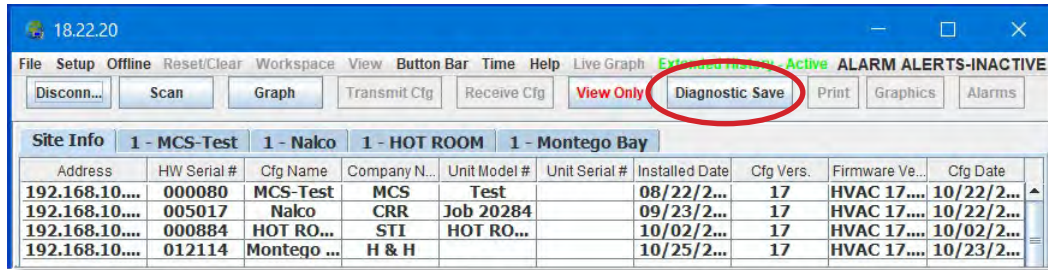 18.22.20
File Setup Offline Reset/Clear Workspace View Button Bar Time Help Live Graph Extended History - Active ALARM ALERTS-INACTIVE
Disconn... Scan Graph Transmit Cfg Receive Cfg View Only Diagnostic Save Print Graphics Alarms
Site Info 1 - MCS-Test 1 - Nalco 1 - HOT ROOM 1 - Montego Bay
Address HW Serial # Cfg Name Company N... Unit Model # Unit Serial # Installed Date Cfg Vers. Firmware Ve... Cfg Date
192.168.10.... 000080 MCS-Test MCS Test 08/22/2... 17 HVAC 17.... 10/22/2...
192.168.10.... 005017 Nalco CRR Job 20284 09/23/2... 17 HVAC 17.... 10/22/2...
192.168.10.... 000884 HOT RO... STI HOT RO... 10/02/2... 17 HVAC 17.... 10/02/2...
192.168.10.... 012114 Montego ... H & H 10/25/2... 17 HVAC 17.... 10/23/2...